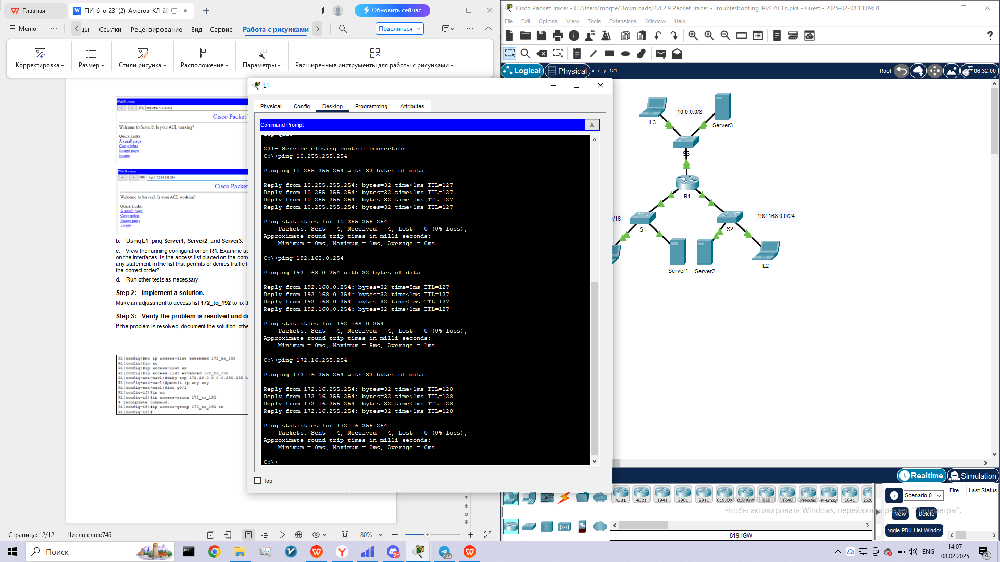 Главная
ПИ-6-о-231(2)_Аметов_КЛ-20
Обновить сейчас
Меню
цы
Ссылки
Рецензирование
Вид
Сервис
Работа с рисунками
Поделиться
Корректировка
Размер
Стили рисунка
Расположение
Параметры
Расширенные инструменты для работы с рисунками
Web Browser
URL http://192.168.0.254
Cisco Packet
Welcome to Server2. Is your ACL working?
Quick Links:
A small page
Copyrights
Image page
Image
Web Browser
URL http://10.255.255.254
Cisco Packet
Welcome to Server3. Is your ACL working?
Quick Links:
A small page
Copyrights
Image page
Image
b. Using L1, ping Server1, Server2, and Server3.
c. View the running configuration on R1. Examine ac
on the interfaces. Is the access list placed on the corre
any statement in the list that permits or denies traffic t
the correct order?
d. Run other tests as necessary.
Step 2: Implement a solution.
Make an adjustment to access list 172_to_192 to fix th
Step 3: Verify the problem is resolved and do
If the problem is resolved, document the solution; othe
R1(config)#no ip access-list extended 172_to_192
R1(config)#ip ac
R1(config)#ip access-list ex
R1(config)#ip access-list extended 172_to_192
R1(config-ext-nacl)#deny tcp 172.16.0.0 0.0.255.255 h
R1(config-ext-nacl)#permit ip any any
R1(config-ext-nacl)#int g0/1
R1(config-if)#ip ac
R1(config-if)#ip access-group 172_to_192
% Incomplete command.
R1(config-if)#ip access-group 172_to_192 in
R1(config-if)#
Страница: 12/12
Число слов:746
80%
L1
Physical
Config
Desktop
Programming
Attributes
Command Prompt
X
221- Service closing control connection.
C:\>ping 10.255.255.254
Pinging 10.255.255.254 with 32 bytes of data:
Reply from 10.255.255.254: bytes=32 time<1ms TTL=127
Reply from 10.255.255.254: bytes=32 time<1ms TTL=127
Reply from 10.255.255.254: bytes=32 time=1ms TTL=127
Reply from 10.255.255.254: bytes=32 time<1ms TTL=127
Ping statistics for 10.255.255.254:
Packets: Sent = 4, Received = 4, Lost = 0 (0% loss),
Approximate round trip times in milli-seconds:
Minimum = 0ms, Maximum = 1ms, Average = 0ms
C:\>ping 192.168.0.254
Pinging 192.168.0.254 with 32 bytes of data:
Reply from 192.168.0.254: bytes=32 time=5ms TTL=127
Reply from 192.168.0.254: bytes=32 time<1ms TTL=127
Reply from 192.168.0.254: bytes=32 time<1ms TTL=127
Reply from 192.168.0.254: bytes=32 time<1ms TTL=127
Ping statistics for 192.168.0.254:
Packets: Sent = 4, Received = 4, Lost = 0 (0% loss),
Approximate round trip times in milli-seconds:
Minimum = 0ms, Maximum = 5ms, Average = 1ms
C:\>ping 172.16.255.254
Pinging 172.16.255.254 with 32 bytes of data:
Reply from 172.16.255.254: bytes=32 time<1ms TTL=128
Reply from 172.16.255.254: bytes=32 time<1ms TTL=128
Reply from 172.16.255.254: bytes=32 time<1ms TTL=128
Reply from 172.16.255.254: bytes=32 time<1ms TTL=128
Ping statistics for 172.16.255.254:
Packets: Sent = 4, Received = 4, Lost = 0 (0% loss),
Approximate round trip times in milli-seconds:
Minimum = 0ms, Maximum = 0ms, Average = 0ms
C:\>
Top
Cisco Packet Tracer - C:/Users/morpe/Downloads/4.4.2.9 Packet Tracer - Troubleshooting IPv4 ACLs.pka - Guest - 2025-02-08 13:09:01
File
Edit
Options
View
Tools
Extensions
Window
Help
Logical
Physical
x: 7, y: 121
Root
06:32:00
10.0.0.0/8
L3
Server3
S3
R1
/16
192.168.0.0/24
S1
S2
Server1
Server2
L2
Realtime
Simulation
4331
4321
1941
2901
2911
819IOX
819HGW
829
1240
PT-Router
PT-Empty
1841
2620
Чтобы активировать Windows, перейдите в раздел "Параметры".
Scenario 0
New
Delete
oggle PDU List Windo
Fire
Last Status
819HGW
Поиск
9+
423
ENG
14:07
08.02.2025
4